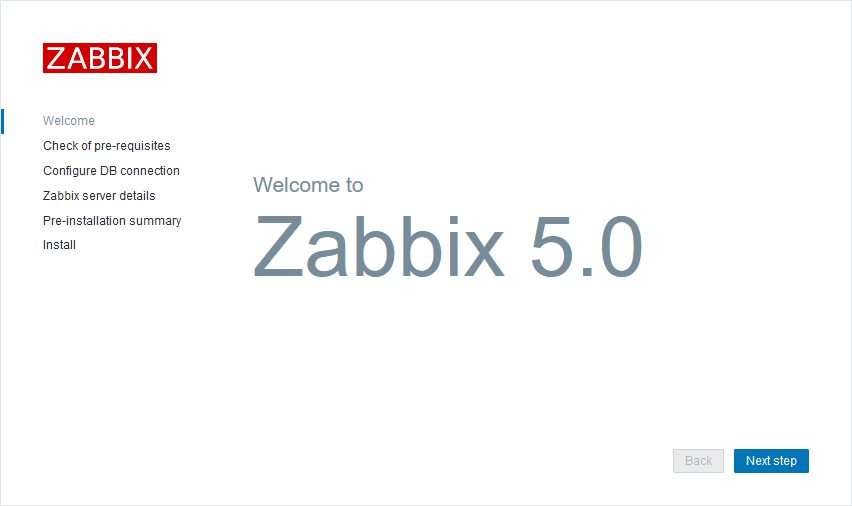 ZABBIX
Welcome
Check of pre-requisites
Configure DB connection
Zabbix server details
Pre-installation summary
Install
Welcome to
Zabbix 5.0
Back
Next step